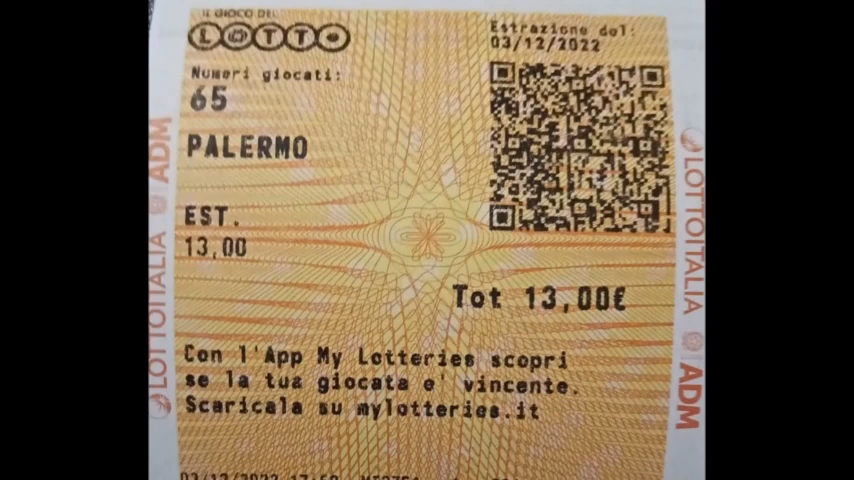 IL GIOCO DEL
LOTTO
Estrazione del:
03/12/2022
Numeri giocati:
65
PALERMO
EST.
13,00
Tot 13,00€
Con l'App My Lotteries scopri
se la tua giocata e' vincente.
Scaricala su mylotteries.it
LOTTOITALIA ADM
LOTTOITALIA ADM